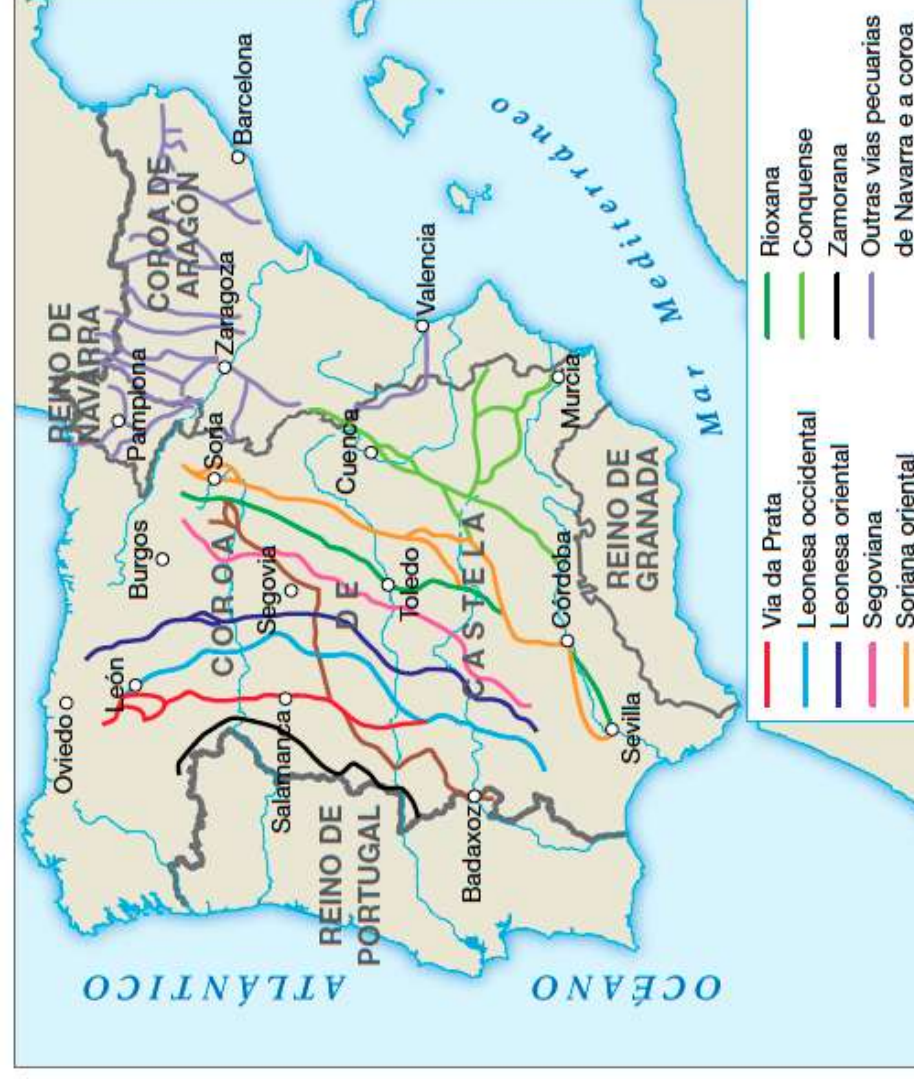 OCÉANO
ATLÁNTICO
Oviedo
León
Burgos
REINO DE
NAVARRA
Pamplona
COROA DE
ARAGÓN
Barcelona
Zaragoza
Soria
Segovia
Salamanca
COROA
DE
CASTELA
REINO DE
PORTUGAL
Cuenca
Toledo
Valencia
Badaxoz
Córdoba
Murcia
Sevilla
REINO DE
GRANADA
Mar Mediterráneo
Via da Prata
Leonesa occidental
Leonesa oriental
Segoviana
Soriana oriental
Rioxana
Conquense
Zamorana
Outras vías pecuarias
de Navarra e a coroa